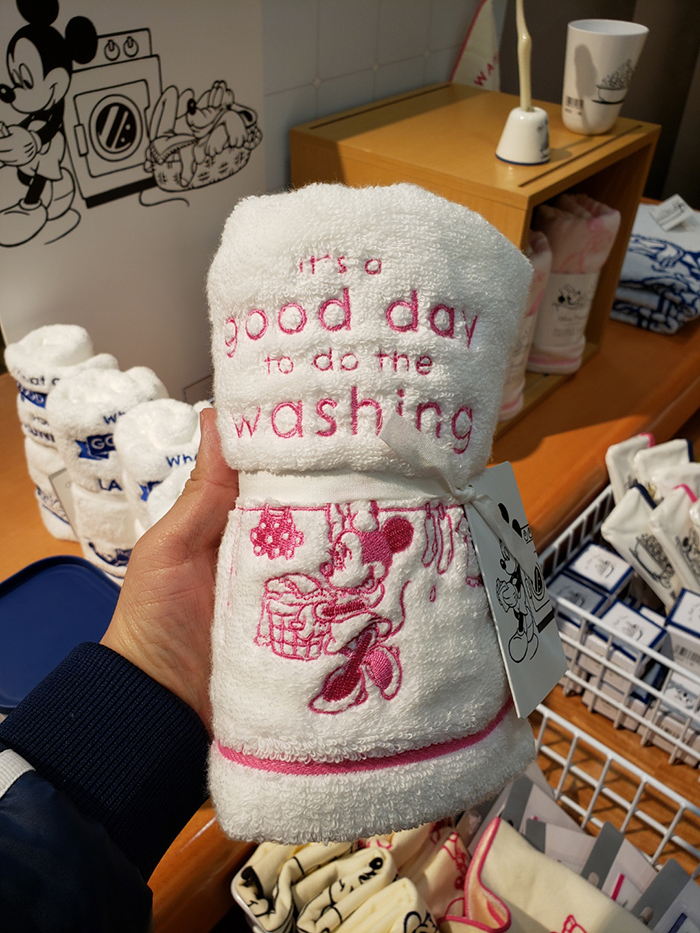 it's a
good day
to do the
washing